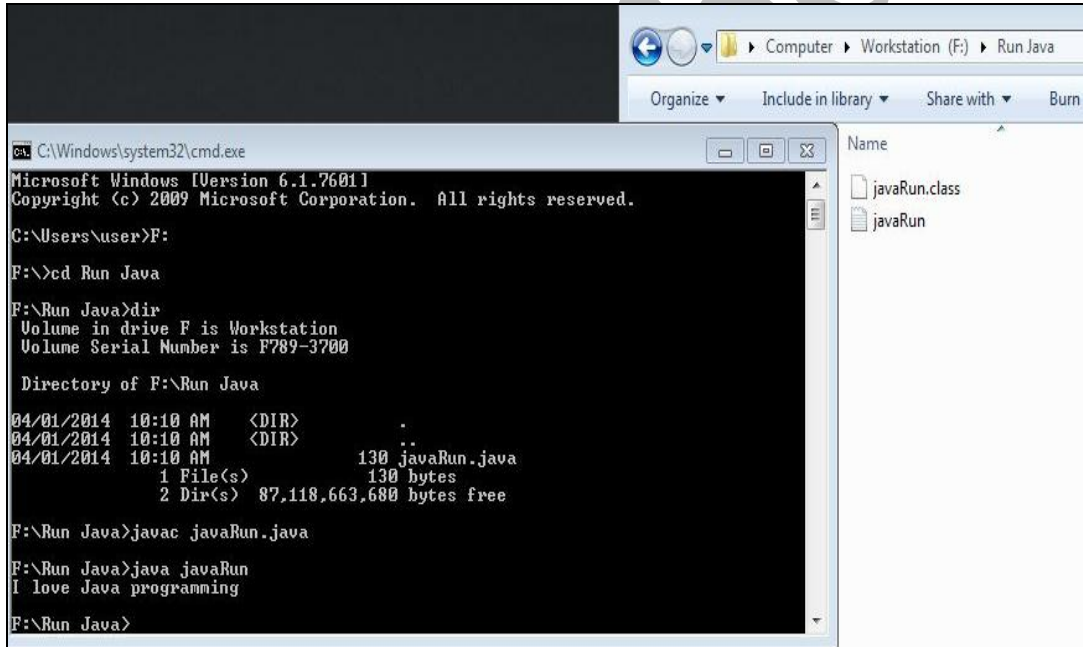 Computer ▸ Workstation (F:) ▸ Run Java
Organize ▾ Include in library ▾ Share with ▾ Burn
Name
javaRun.class
javaRun
C:\Windows\system32\cmd.exe
Microsoft Windows [Version 6.1.7601]
Copyright (c) 2009 Microsoft Corporation.  All rights reserved.
C:\Users\user>F:
F:\>cd Run Java
F:\Run Java>dir
 Volume in drive F is Workstation
 Volume Serial Number is F789-3700
 Directory of F:\Run Java
04/01/2014  10:10 AM    <DIR>          .
04/01/2014  10:10 AM    <DIR>          ..
04/01/2014  10:10 AM               130 javaRun.java
               1 File(s)            130 bytes
               2 Dir(s)  87,118,663,680 bytes free
F:\Run Java>javac javaRun.java
F:\Run Java>java javaRun
I love Java programming
F:\Run Java>